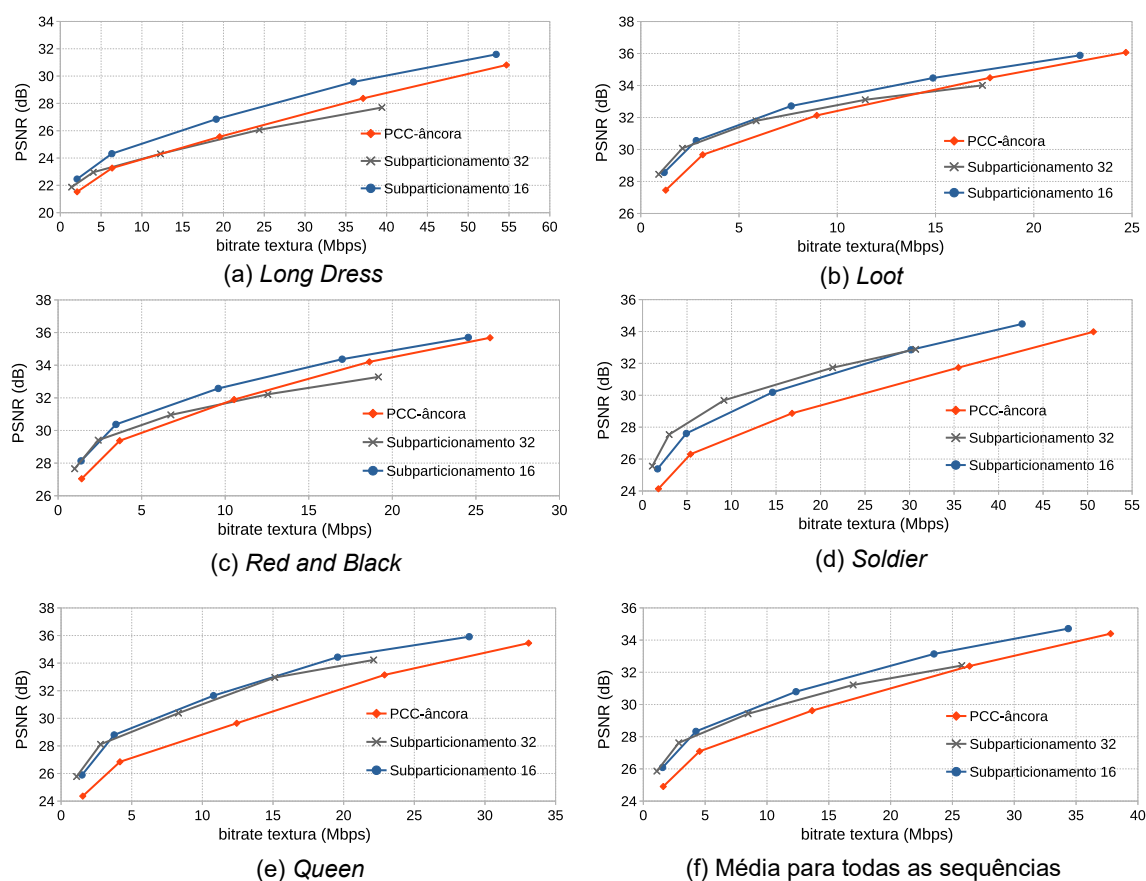 PSNR (dB)
34
32
30
28
26
24
22
20
0 5 10 15 20 25 30 35 40 45 50 55 60
bitrate textura (Mbps)
PCC-âncora
Subparticionamento 32
Subparticionamento 16
(a) Long Dress
PSNR (dB)
38
36
34
32
30
28
26
0 5 10 15 20 25
bitrate textura(Mbps)
PCC-âncora
Subparticionamento 32
Subparticionamento 16
(b) Loot
PSNR (dB)
38
36
34
32
30
28
26
0 5 10 15 20 25 30
bitrate textura (Mbps)
PCC-âncora
Subparticionamento 32
Subparticionamento 16
(c) Red and Black
PSNR (dB)
36
34
32
30
28
26
24
0 5 10 15 20 25 30 35 40 45 50 55
bitrate textura (Mbps)
PCC-âncora
Subparticionamento 32
Subparticionamento 16
(d) Soldier
PSNR (dB)
38
36
34
32
30
28
26
24
0 5 10 15 20 25 30 35
bitrate textura (Mbps)
PCC-âncora
Subparticionamento 32
Subparticionamento 16
(e) Queen
PSNR (dB)
36
34
32
30
28
26
24
0 5 10 15 20 25 30 35 40
bitrate textura (Mbps)
PCC-âncora
Subparticionamento 32
Subparticionamento 16
(f) Média para todas as sequências